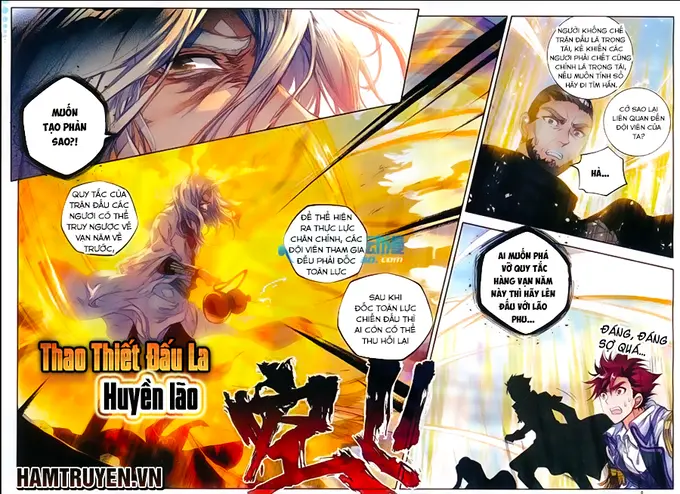 MUỐN
TẠO PHẢN
SAO?!
QUY TẮC CỦA
TRẬN ĐẤU CÁC
NGƯƠI CÓ THỂ
TRUY NGƯỢC VỀ
VẠN NĂM VỀ
TRƯỚC,
ĐỂ THỂ HIỆN
RA THỰC LỰC
CHÂN CHÍNH, CÁC
ĐỘI VIÊN THAM GIA
ĐỀU PHẢI DỐC
TOÀN LỰC
SAU KHI
DỐC TOÀN LỰC
CHIẾN ĐẤU THÌ
AI CÒN CÓ THỂ
THU HỒI LẠI
Thao Thiết Đấu La
Huyền lão
HAMTRUYEN.VN
NGƯỜI KHỐNG CHẾ
TRẬN ĐẤU LÀ TRỌNG
TÀI, KẺ KHIẾN CÁC
NGƯƠI PHẢI CHẾT CŨNG
CHÍNH LÀ TRỌNG TÀI,
NẾU MUỐN TÍNH SỔ
HÃY ĐI TÌM HẮN.
CỚ SAO LẠI
LIÊN QUAN ĐẾN
ĐỘI VIÊN CỦA
TA?
HẢ...
AI MUỐN PHÁ
VỠ QUY TẮC
HÀNG VẠN NĂM
NÀY THÌ HÃY LÊN
ĐẤU VỚI LÃO
PHU...
ĐÁNG, ĐÁNG
SỢ QUÁ...